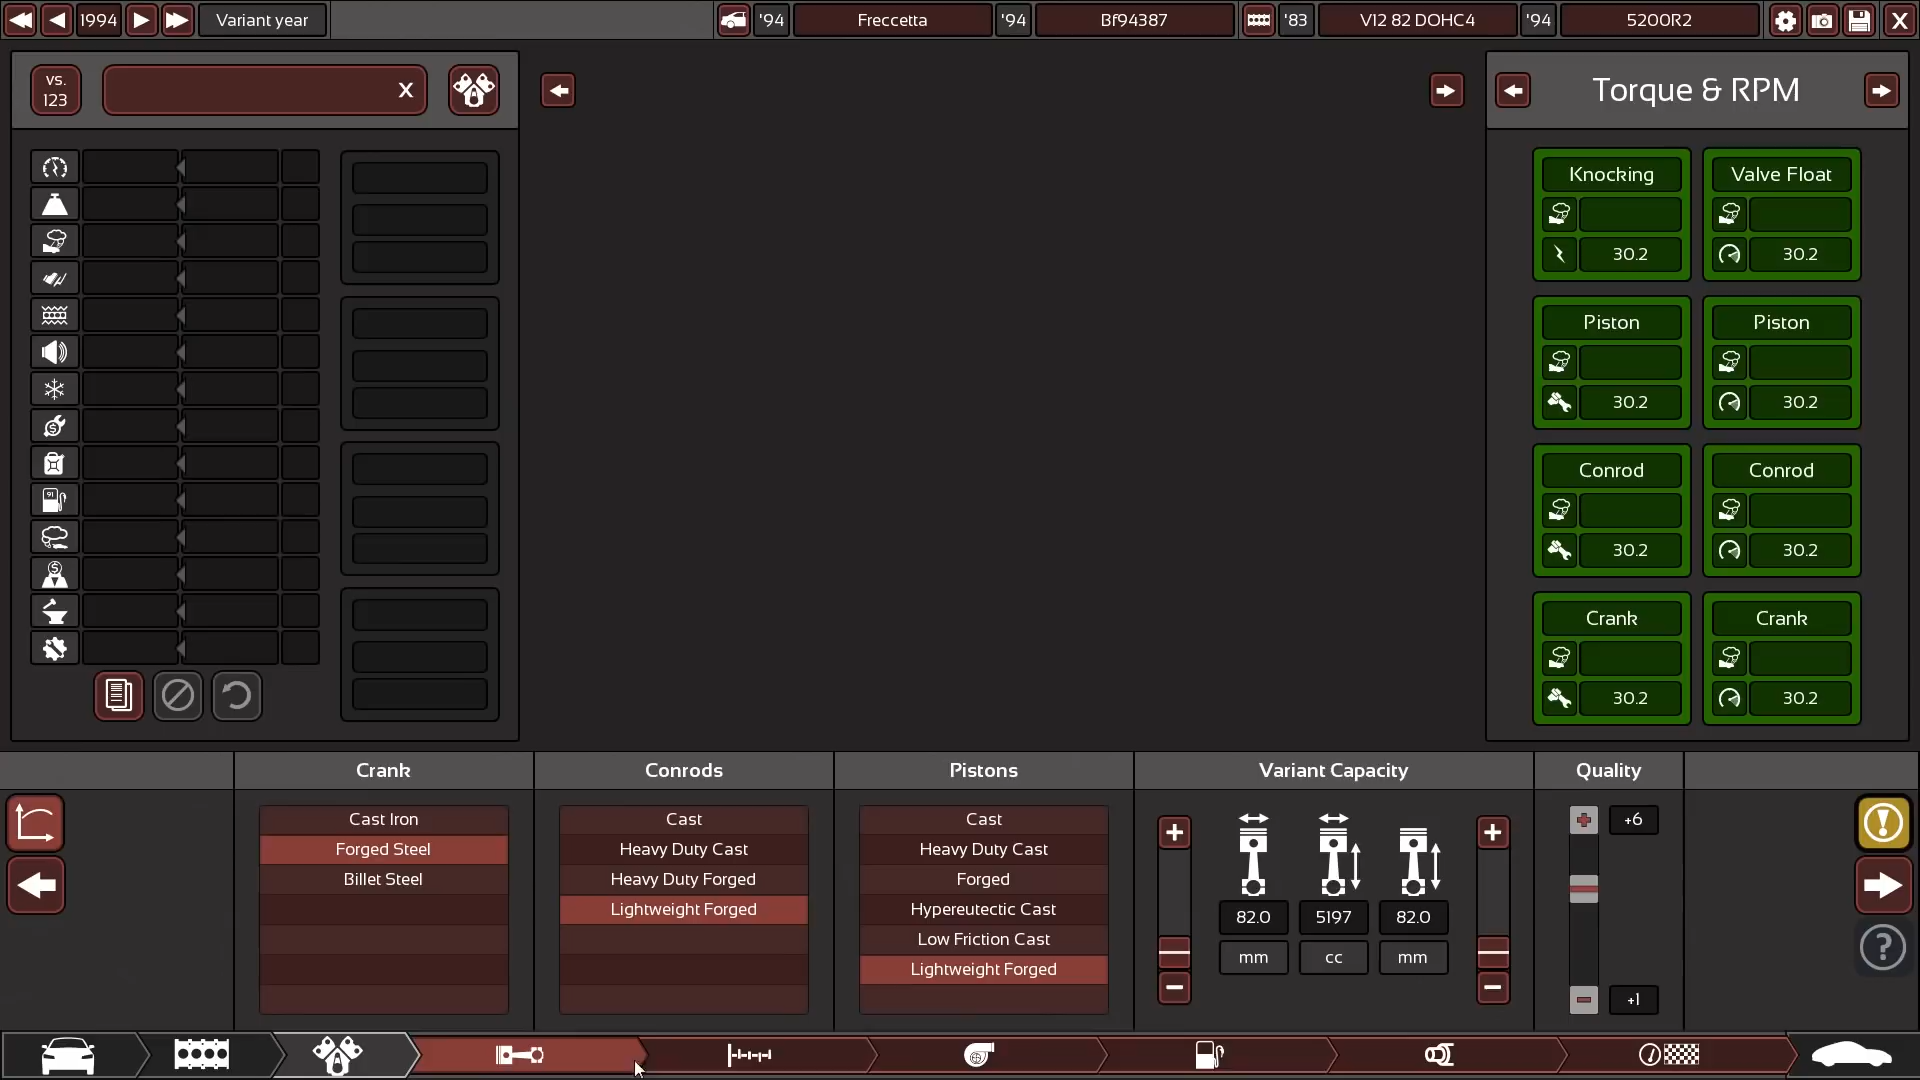 1994
Variant year
'94
Freccetta
'94
Bf94387
'83
V12 82 DOHC4
'94
5200R2
X
vs.
123
X
Torque & RPM
Knocking
30.2
Valve Float
30.2
Piston
30.2
Piston
30.2
Conrod
30.2
Conrod
30.2
Crank
30.2
Crank
30.2
91
Crank
Cast Iron
Forged Steel
Billet Steel
Conrods
Cast
Heavy Duty Cast
Heavy Duty Forged
Lightweight Forged
Pistons
Cast
Heavy Duty Cast
Forged
Hypereutectic Cast
Low Friction Cast
Lightweight Forged
Variant Capacity
82.0
5197
82.0
mm
cc
mm
Quality
+6
+1